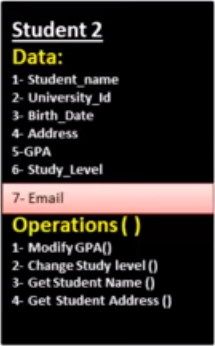 Student 2
Data:
1- Student_name
2- University_Id
3- Birth_Date
4- Address
5-GPA
6- Study_Level
7- Email
Operations ( )
1- Modify GPA()
2- Change Study level ()
3- Get Student Name ()
4- Get Student Address ()